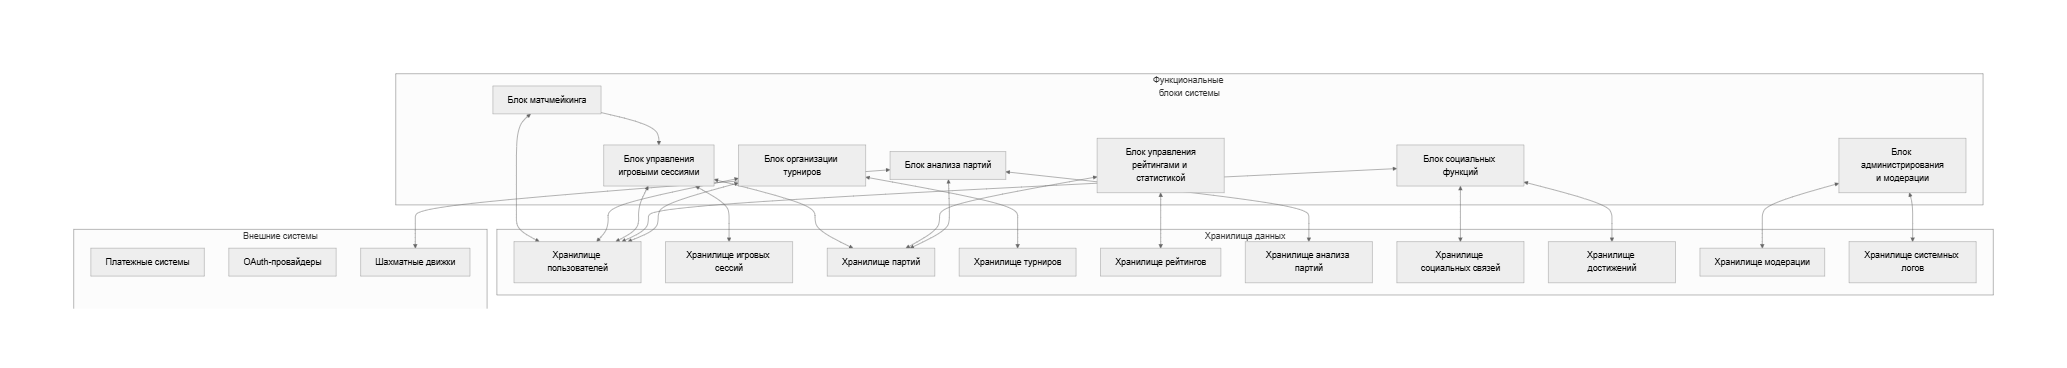 Функциональные
блоки системы
Блок матчмейкинга
Блок управления
игровыми сессиями
Блок организации
турниров
Блок анализа партий
Блок управления
рейтингами и
статистикой
Блок социальных
функций
Блок
администрирования
и модерации
Внешние системы
Платежные системы
OAuth-провайдеры
Шахматные движки
Хранилища данных
Хранилище
пользователей
Хранилище игровых
сессий
Хранилище партий
Хранилище турниров
Хранилище рейтингов
Хранилище анализа
партий
Хранилище
социальных связей
Хранилище
достижений
Хранилище модерации
Хранилище системных
логов